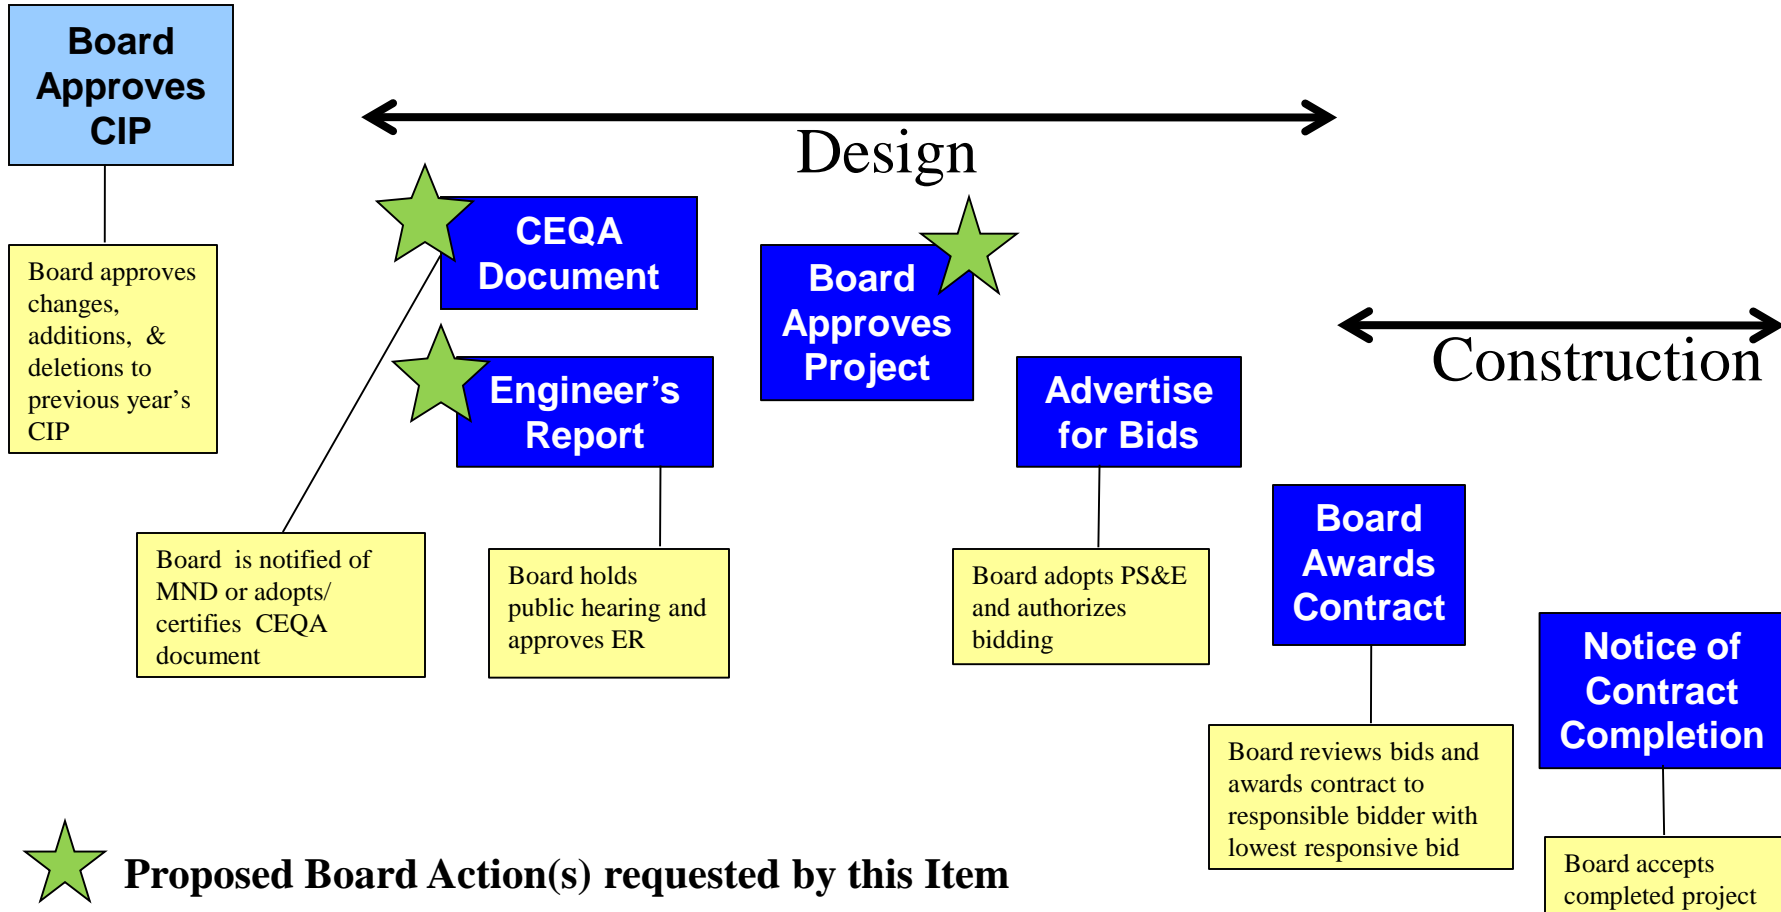 Board
Approves
CIP
Design
Board approves
changes,
additions, &
deletions to
previous year's
CIP
CEQA
Document
Board is notified of
MND or adopts/
certifies CEQA
document
Engineer’s
Report
Board holds
public hearing and
approves ER
Board
Approves
Project
Advertise
for Bids
Board adopts PS&E
and authorizes
bidding
Construction
Board
Awards
Contract
Board reviews bids and
awards contract to
responsible bidder with
lowest responsive bid
Notice of
Contract
Completion
Board accepts
completed project
Proposed Board Action(s) requested by this Item